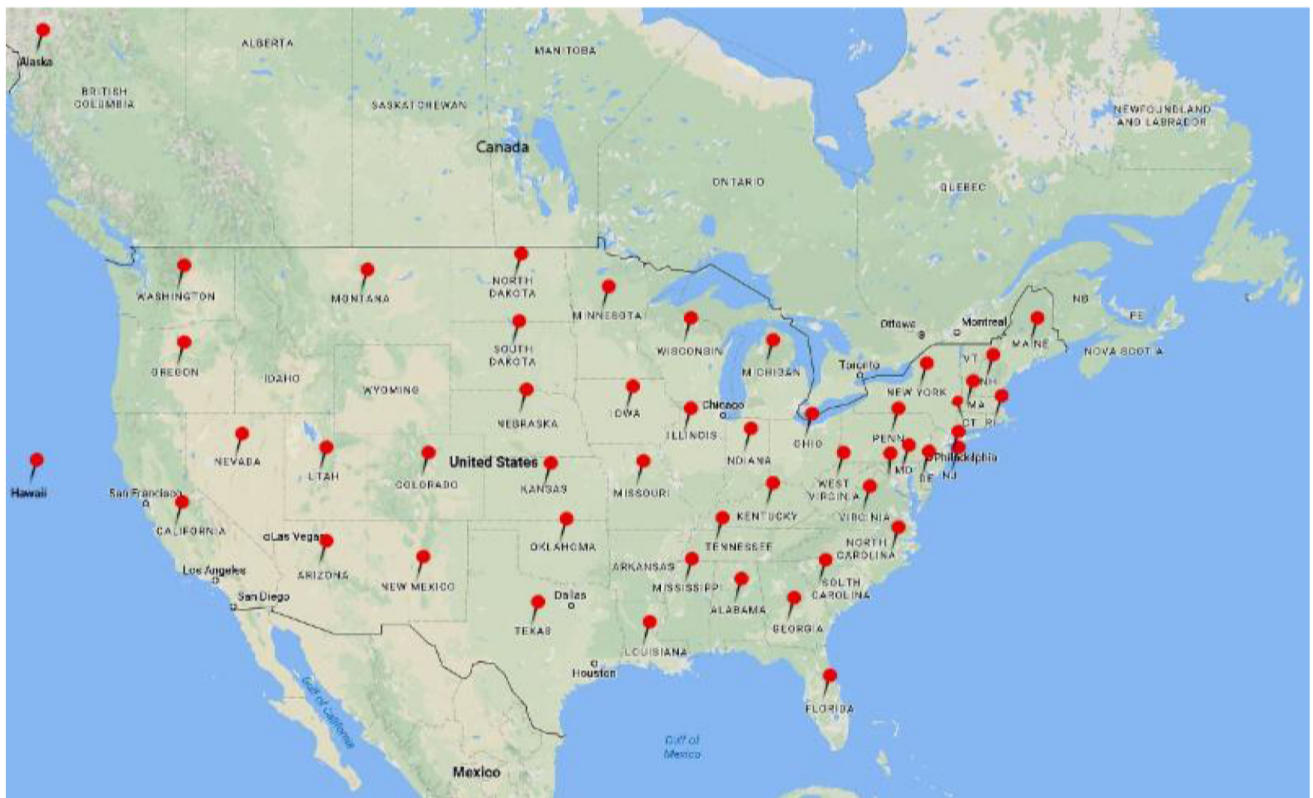 ALBERTA
MANITOBA
Alaska
BRITISH
COLUMBIA
SASKATCHEWAN
NEWFOUNDLAND
AND LABRADOR
Canada
ONTARIO
QUEBEC
WASHINGTON
MONTANA
NORTH
DAKOTA
MINNESOTA
NB
PE
Ottawa
Montreal
MAINE
NOVA SCOTIA
WISCONSIN
SOUTH
DAKOTA
VT
OREGON
IDAHO
WYOMING
MICHIGAN
Toronto
NH
NEW YORK
MA
CT
RI
NEBRASKA
IOWA
Chicago
ILLINOIS
OHIO
PENN
NDIANA
NEVADA
UTAH
COLORADO
United States
KANSAS
MISSOURI
Philadelphia
MD
DE
NJ
WEST
VIRGINIA
Hawaii
San Francisco
CALIFORNIA
KENTUCKY
VIRGINIA
Las Vegas
OKLAHOMA
TENNESSEE
NORTH
CAROLINA
Los Angeles
ARIZONA
NEW MEXICO
ARKANSAS
MISSISSIPPI
SOUTH
CAROLINA
San Diego
Dallas
ALABAMA
TEXAS
GEORGIA
LOUISIANA
Houston
Gulf of California
FLORIDA
Gulf of
Mexico
Mexico